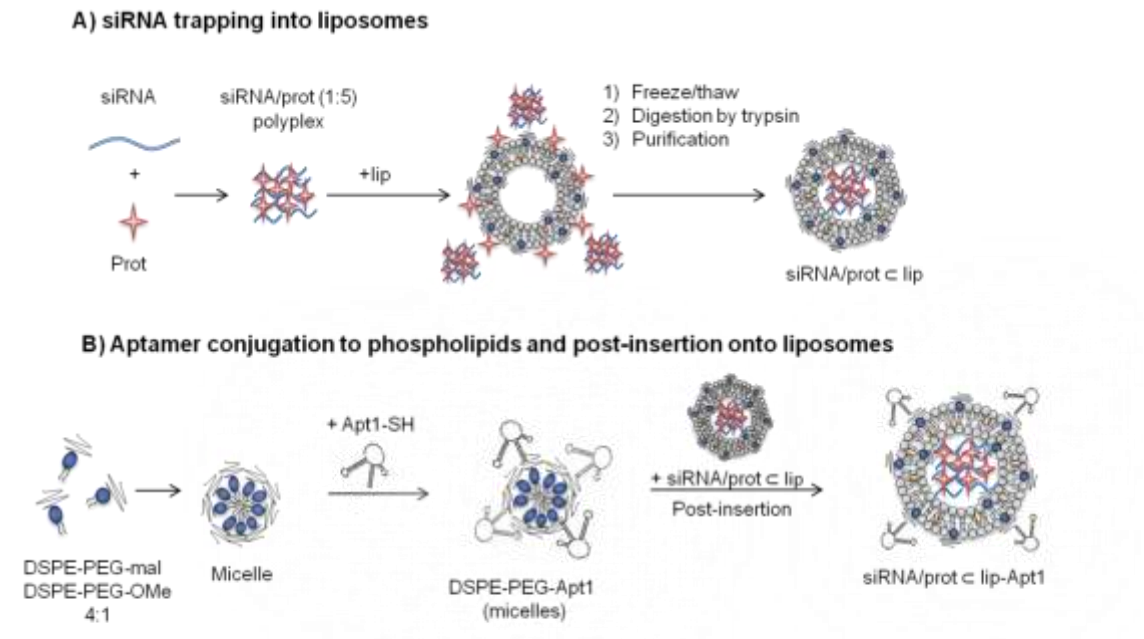 A) siRNA trapping into liposomes
siRNA
+
Prot
siRNA/prot (1:5)
polyplex
+lip
1) Freeze/thaw
2) Digestion by trypsin
3) Purification
siRNA/prot ⊂ lip
B) Aptamer conjugation to phospholipids and post-insertion onto liposomes
DSPE-PEG-mal
DSPE-PEG-OMe
4:1
Micelle
+ Apt1-SH
DSPE-PEG-Apt1
(micelles)
+ siRNA/prot ⊂ lip
Post-insertion
siRNA/prot ⊂ lip-Apt1